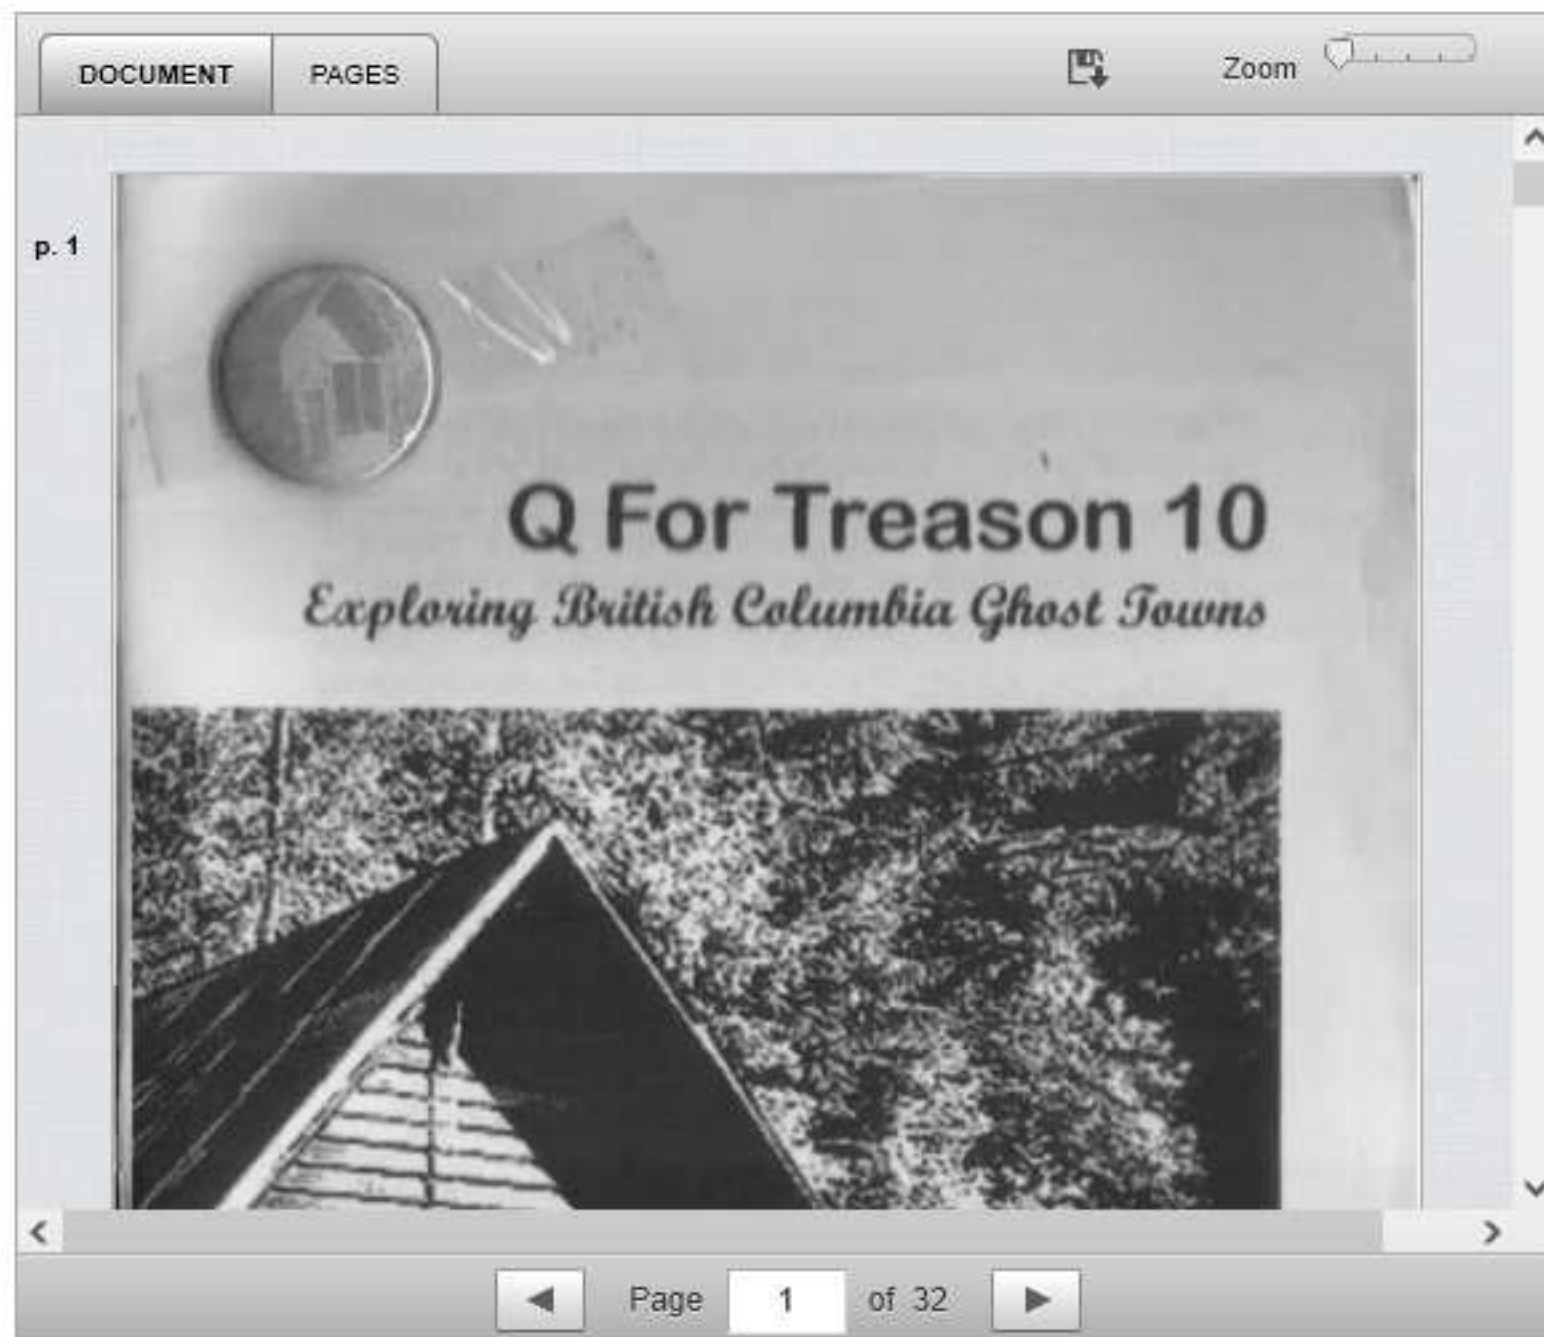 DOCUMENT PAGES Zoom
p. 1
Q For Treason 10
Exploring British Columbia Ghost Towns
Page 1 of 32